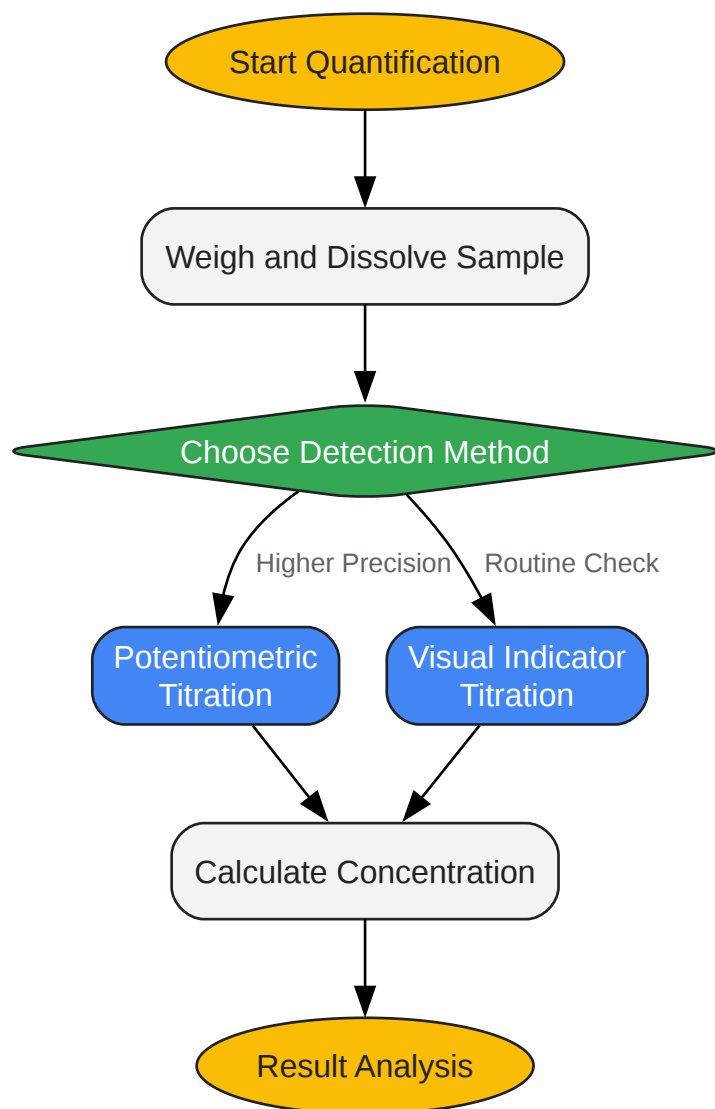 Start Quantification
Weigh and Dissolve Sample
Choose Detection Method
Higher Precision
Routine Check
Potentiometric
Titration
Visual Indicator
Titration
Calculate Concentration
Result Analysis